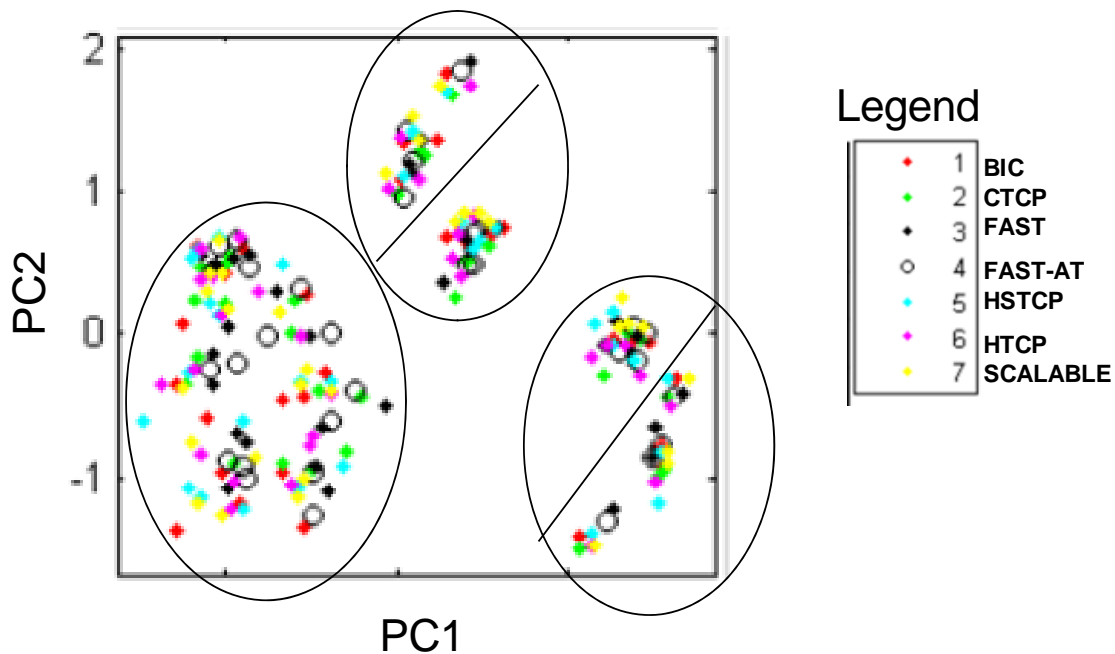 2
1
0
-1
PC2
PC1
Legend
1 BIC
2 CTCP
3 FAST
4 FAST-AT
5 HSTCP
6 HTCP
7 SCALABLE